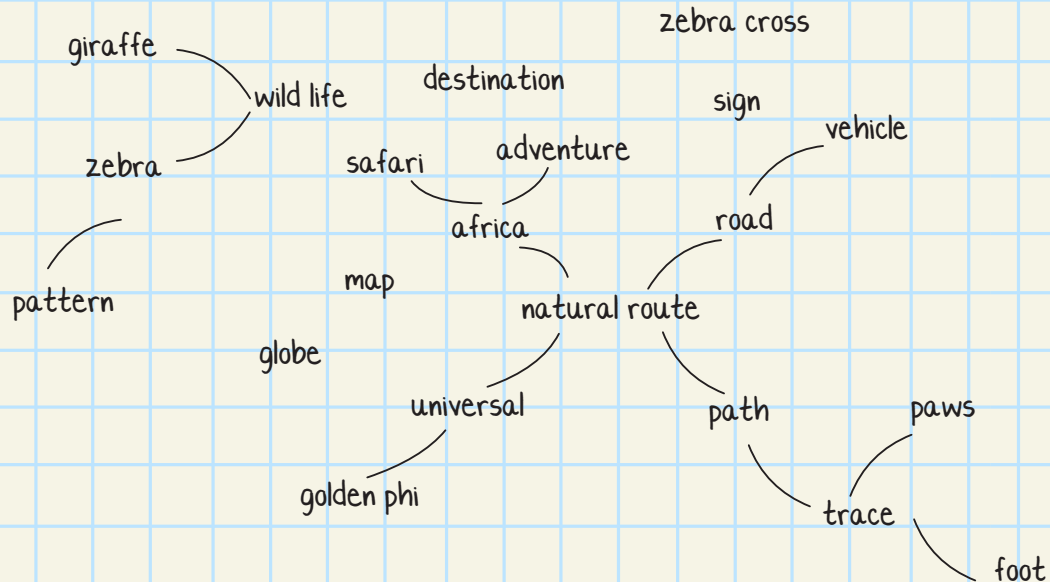 zebra cross
giraffe
destination
wild life
sign
vehicle
adventure
safari
zebra
road
africa
map
pattern
natural route
globe
universal
path
paws
golden phi
trace
foot